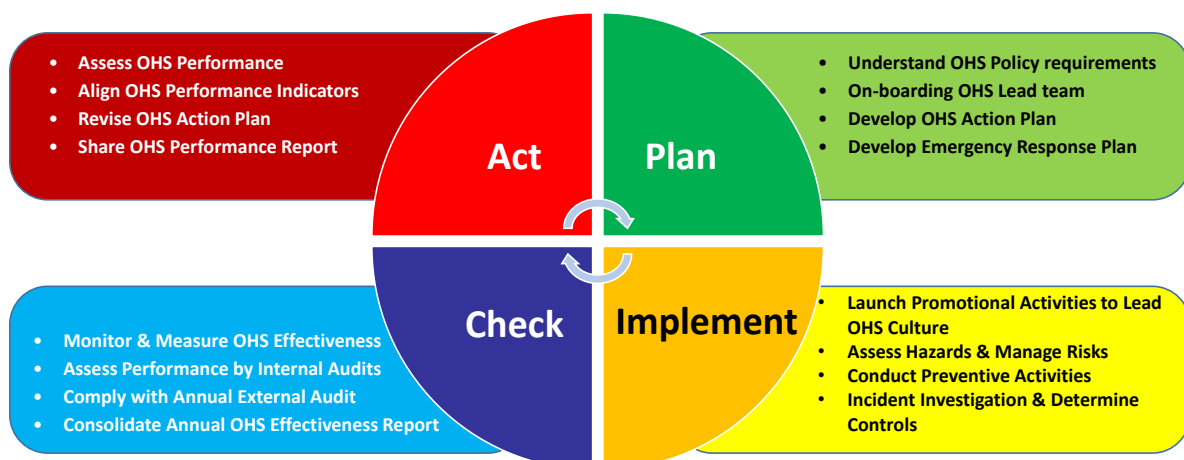 • Assess OHS Performance
• Align OHS Performance Indicators
• Revise OHS Action Plan
• Share OHS Performance Report
Act
Plan
• Understand OHS Policy requirements
• On-boarding OHS Lead team
• Develop OHS Action Plan
• Develop Emergency Response Plan
• Monitor & Measure OHS Effectiveness
• Assess Performance by Internal Audits
• Comply with Annual External Audit
• Consolidate Annual OHS Effectiveness Report
Check
Implement
• Launch Promotional Activities to Lead
OHS Culture
• Assess Hazards & Manage Risks
• Conduct Preventive Activities
• Incident Investigation & Determine
Controls